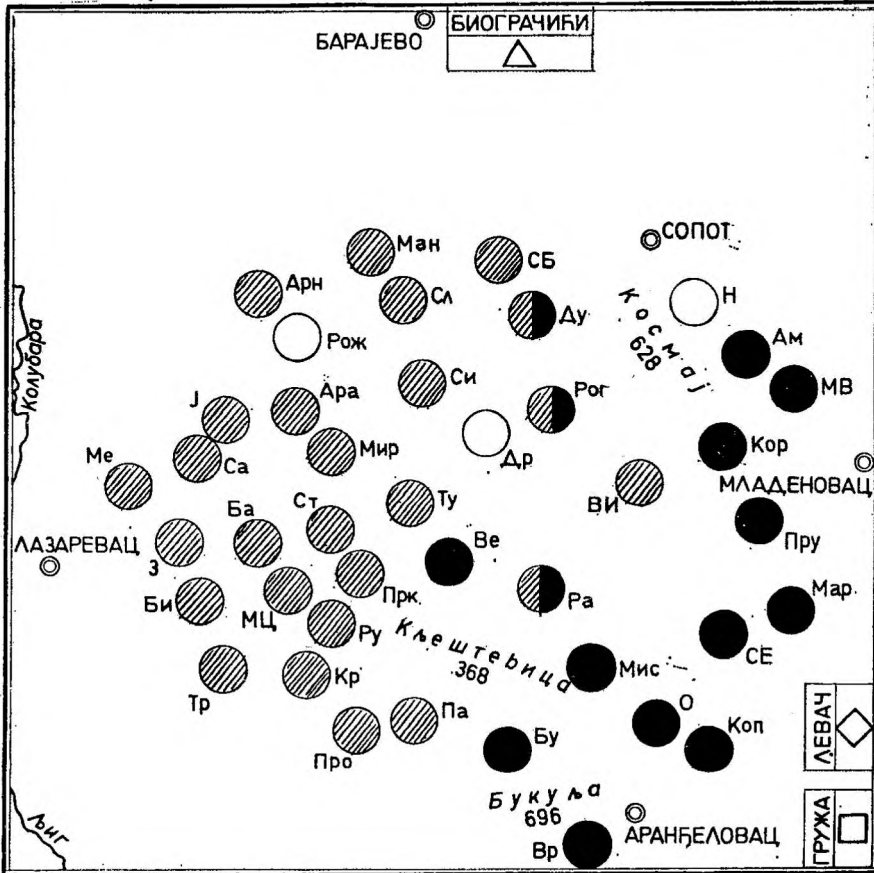 БАРАЈЕВО
БИОГРАЧИЋИ
СОПОТ
Ман
СБ
Арн
Сл
Ду
Н
Космај
628
Рож
Ам
Колубара
Си
МВ
Ј
Ара
Рог
Са
Мир
Др
Кор
Ме
МЛАДЕНОВАЦ
Ту
ВИ
Ба
Ст
ЛАЗАРЕВАЦ
З
Ве
Пру
Би
МЦ
Прк
Ра
Мар
Ру
Кљештевица
368
СЕ
Тр
Кр
Мис
Па
О
Про
Бу
Коп
ЛЕВАЧ
Букуља
696
Љиг
Вр
АРАНЂЕЛОВАЦ
ГРУЖА